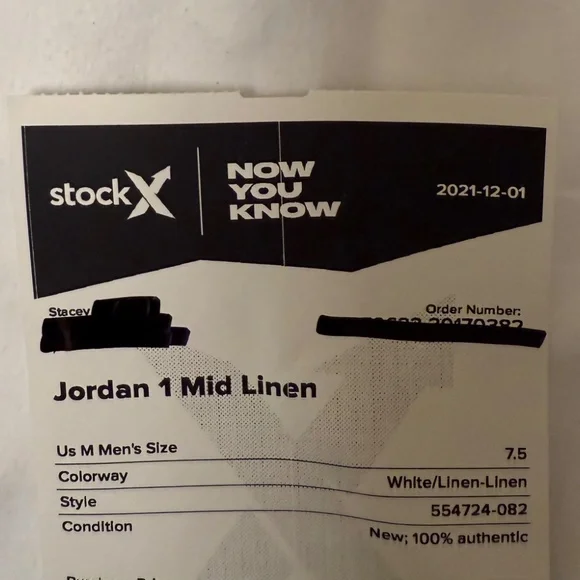 stockX
NOW
YOU
KNOW
2021-12-01
Stacey
Order Number:
Jordan 1 Mid Linen
Us M Men's Size 7.5
Colorway White/Linen-Linen
Style 554724-082
Condition New; 100% authentic